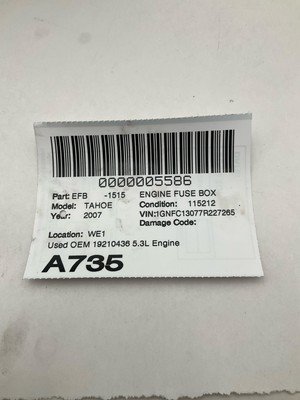 0000005586
Part: EFB -1515 ENGINE FUSE BOX
Model: TAHOE Condition: 115212
Year: 2007 VIN:1GNFC13077R227265
Damage Code:
Location: WE1
Used OEM 19210436 5.3L Engine
A735